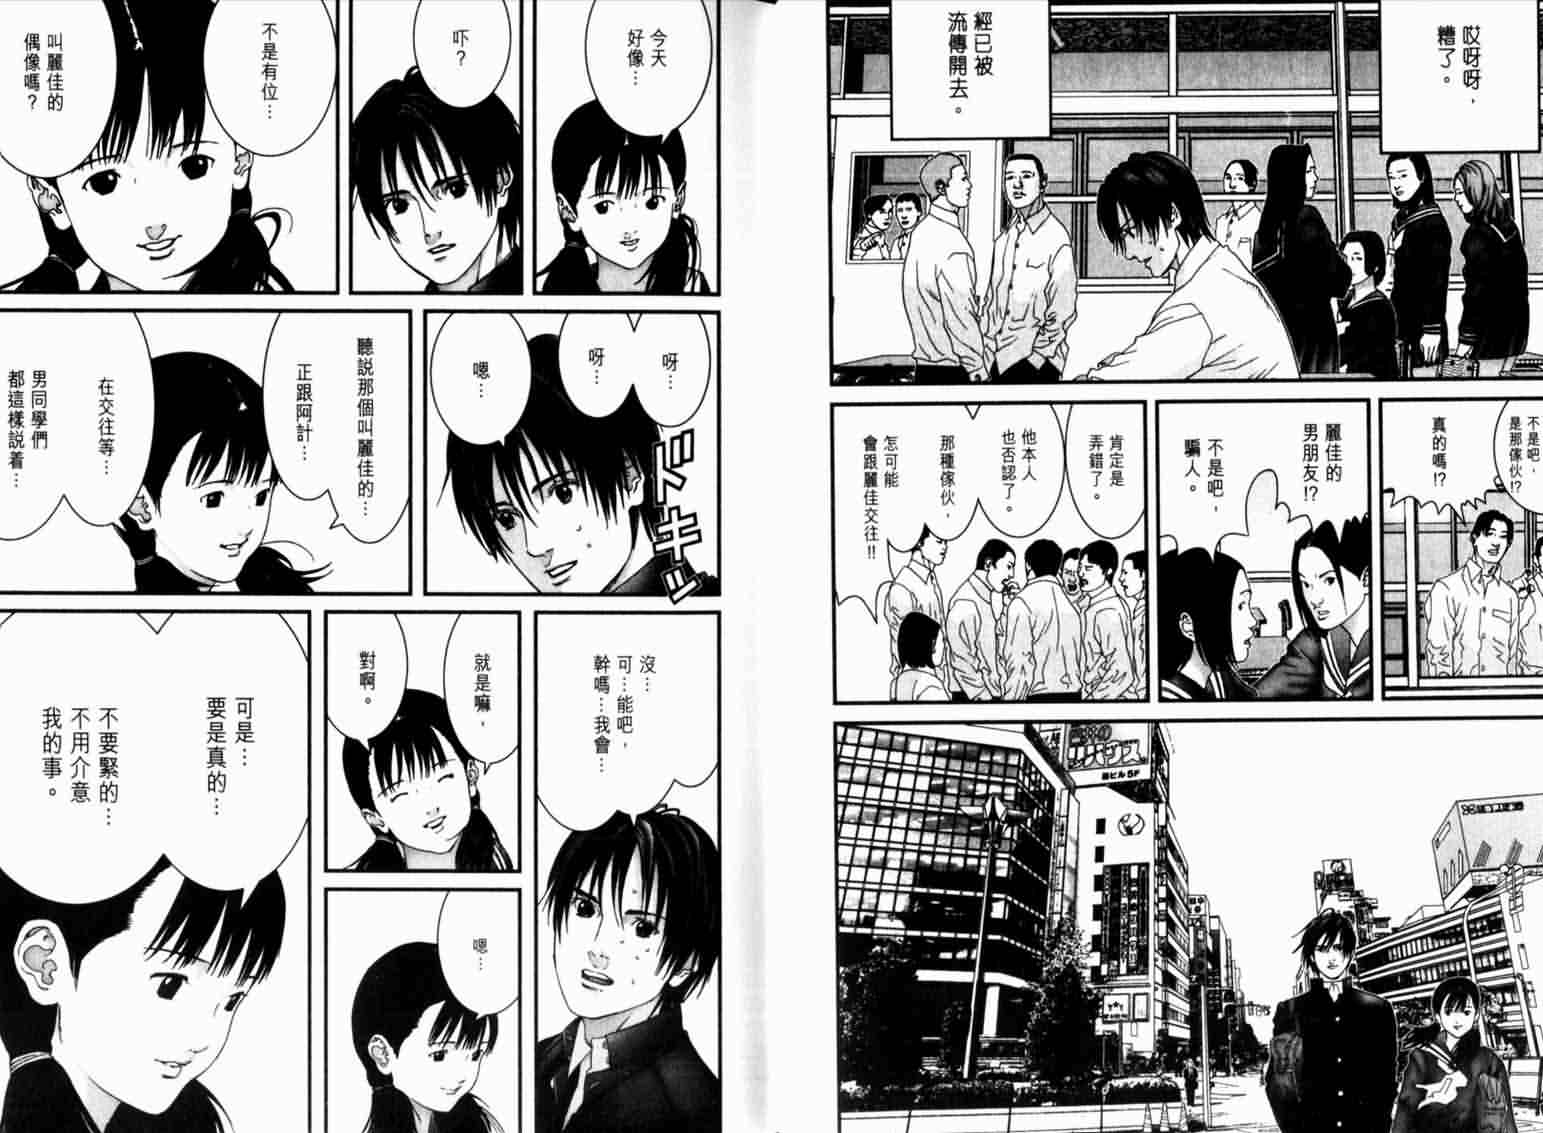 哎呀呀，
糟了。
經已被
流傳開去。
不是吧，
是那傢伙!?
真的嗎!?
麗佳的
男朋友!?
不是吧，
騙人。
肯定是
弄錯了。
他本人
也否認了。
那種傢伙，
怎可能
會跟麗佳交往!!
ビル5F
今天
好像…
吓？
不是有位…
叫麗佳的
偶像嗎？
呀…
呀…
嗯…
ドキッ
聽説那個叫麗佳的…
正跟阿計…
在交往等…
男同學們
都這樣説着…
沒…
可…能吧，
幹嗎…我會…
就是嘛，
對啊。
嗯…
可是…
要是真的…
不要緊的…
不用介意
我的事。